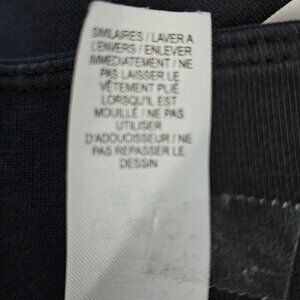 SIMILAIRES / LAVER À
L'ENVERS / ENLEVER
IMMÉDIATEMENT / NE
PAS LAISSER LE
VÊTEMENT PLIÉ
LORSQU'IL EST
MOUILLÉ / NE PAS
UTILISER
D'ADOUCISSEUR / NE
PAS REPASSER LE
DESSIN